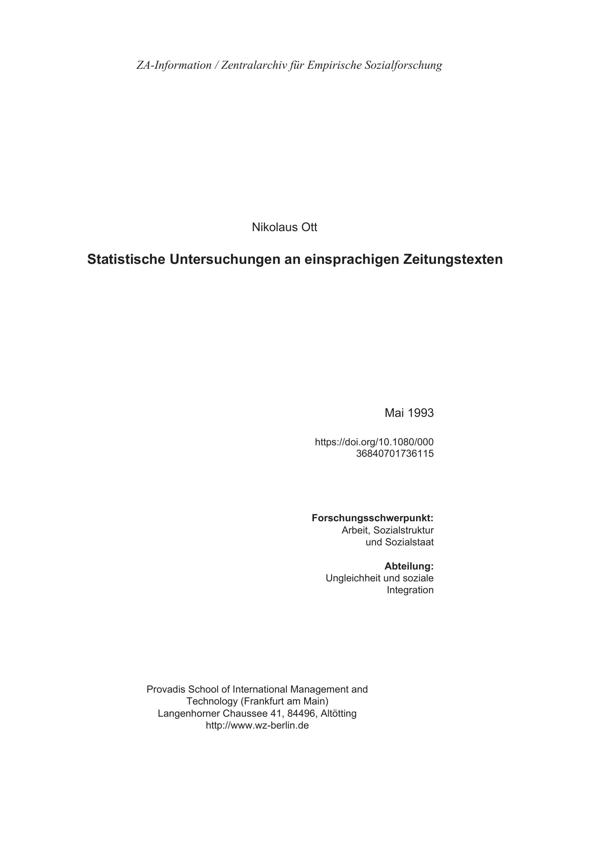 ZA-Information / Zentralarchiv für Empirische Sozialforschung
Nikolaus Ott
Statistische Untersuchungen an einsprachigen Zeitungstexten
Mai 1993
https://doi.org/10.1080/000
36840701736115
Forschungsschwerpunkt:
Arbeit, Sozialstruktur
und Sozialstaat
Abteilung:
Ungleichheit und soziale
Integration
Provadis School of International Management and
Technology (Frankfurt am Main)
Langenhorner Chaussee 41, 84496, Altötting
http://www.wz-berlin.de